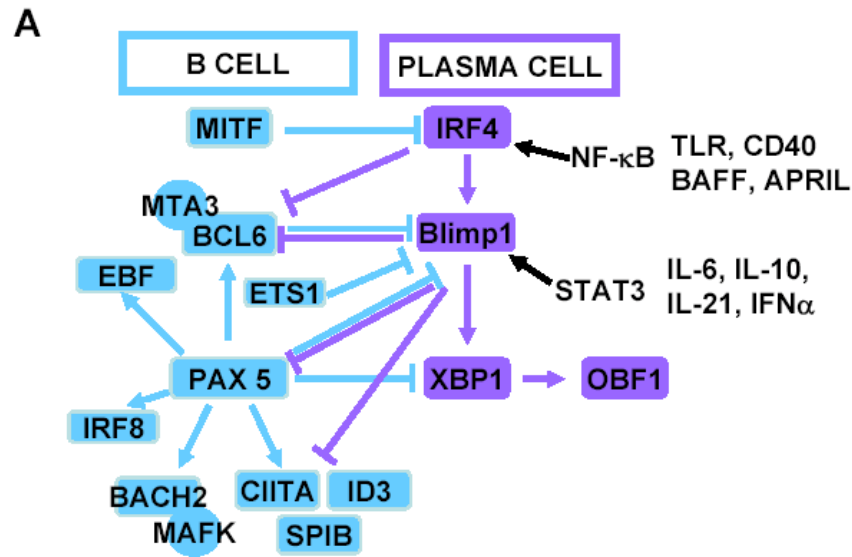 A
B CELL
PLASMA CELL
MITF
IRF4
NF-κB
TLR, CD40
BAFF, APRIL
MTA3
BCL6
Blimp1
EBF
ETS1
STAT3
IL-6, IL-10,
IL-21, IFNα
PAX 5
XBP1
OBF1
IRF8
BACH2
CIITA
ID3
MAFK
SPIB